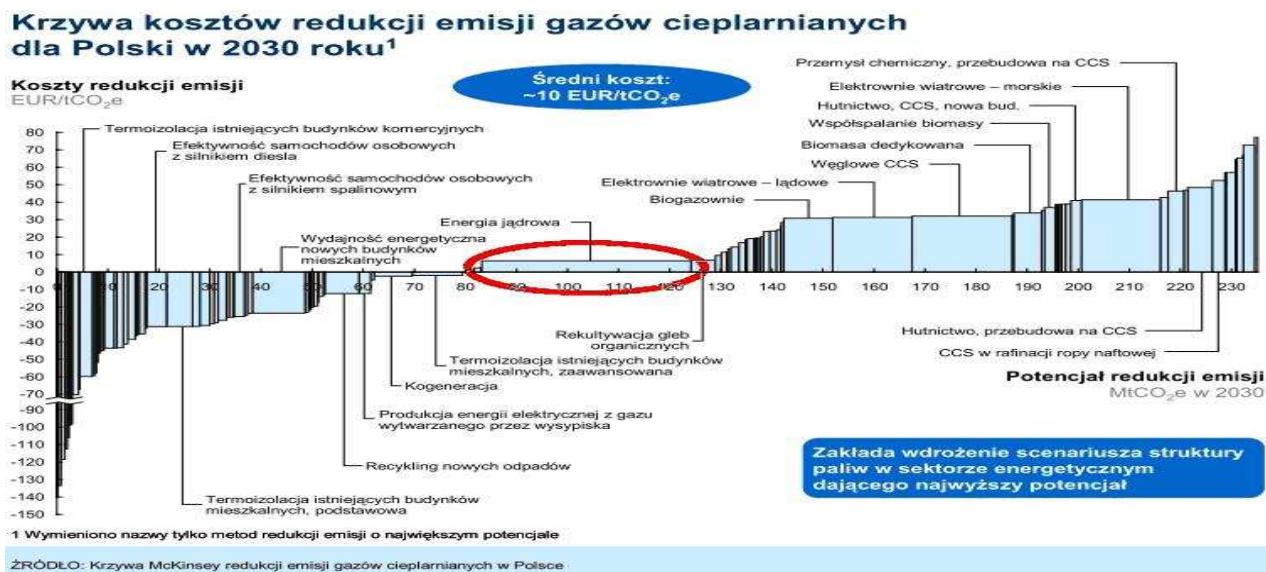 Krzywa kosztów redukcji emisji gazów cieplarnianych
dla Polski w 2030 roku¹
Koszty redukcji emisji
EUR/tCO₂e
Średni koszt:
~10 EUR/tCO₂e
Przemysł chemiczny, przebudowa na CCS
Elektrownie wiatrowe – morskie
Hutnictwo, CCS, nowa bud.
Współspalanie biomasy
Biomasa dedykowana
Węglowe CCS
Elektrownie wiatrowe – lądowe
Biogazownie
Termoizolacja istniejących budynków komercyjnych
Efektywność samochodów osobowych
z silnikiem diesla
Efektywność samochodów osobowych
z silnikiem spalinowym
Energia jądrowa
Wydajność energetyczna
nowych budynków
mieszkalnych
80
70
60
50
40
30
20
10
0
-10
-20
-30
-40
-50
-60
-70
-80
-90
-100
-110
-120
-130
-140
-150
0 10 20 30 40 50 60 70 80 90 100 110 120 130 140 150 160 170 180 190 200 210 220 230
Rekultywacja gleb
organicznych
Termoizolacja istniejących budynków
mieszkalnych, zaawansowana
Kogeneracja
Produkcja energii elektrycznej z gazu
wytwarzanego przez wysypiska
Recykling nowych odpadów
Termoizolacja istniejących budynków
mieszkalnych, podstawowa
Hutnictwo, przebudowa na CCS
CCS w rafinacji ropy naftowej
Potencjał redukcji emisji
MtCO₂e w 2030
Zakłada wdrożenie scenariusza struktury
paliw w sektorze energetycznym
dającego najwyższy potencjał
1 Wymieniono nazwy tylko metod redukcji emisji o największym potencjale
ŹRÓDŁO: Krzywa McKinsey redukcji emisji gazów cieplarnianych w Polsce